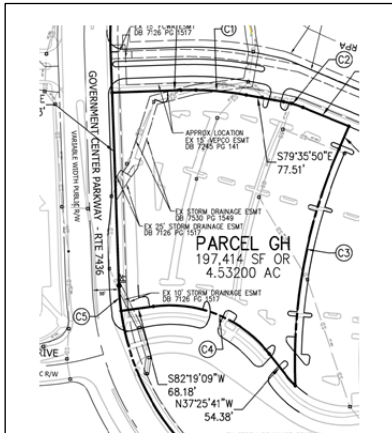 EX 15' FCWA ESMT
DB 7126 PG 1517
C1
C2
RPA
GOVERNMENT CENTER PARKWAY - RTE 7436
VARIABLE WIDTH PUBLIC R/W
APPROX LOCATION
EX 15' VEPCO ESMT
DB 7245 PG 141
S79°35'50"E
77.51'
EX STORM DRAINAGE ESMT
DB 7530 PG 1549
EX 25' STORM DRAINAGE ESMT
DB 7126 PG 1517
PARCEL GH
197,414 SF OR
4.53200 AC
C3
EX 10' STORM DRAINAGE ESMT
DB 7126 PG 1517
C5
C4
S82°19'09"W
68.18'
N37°25'41"W
54.38'